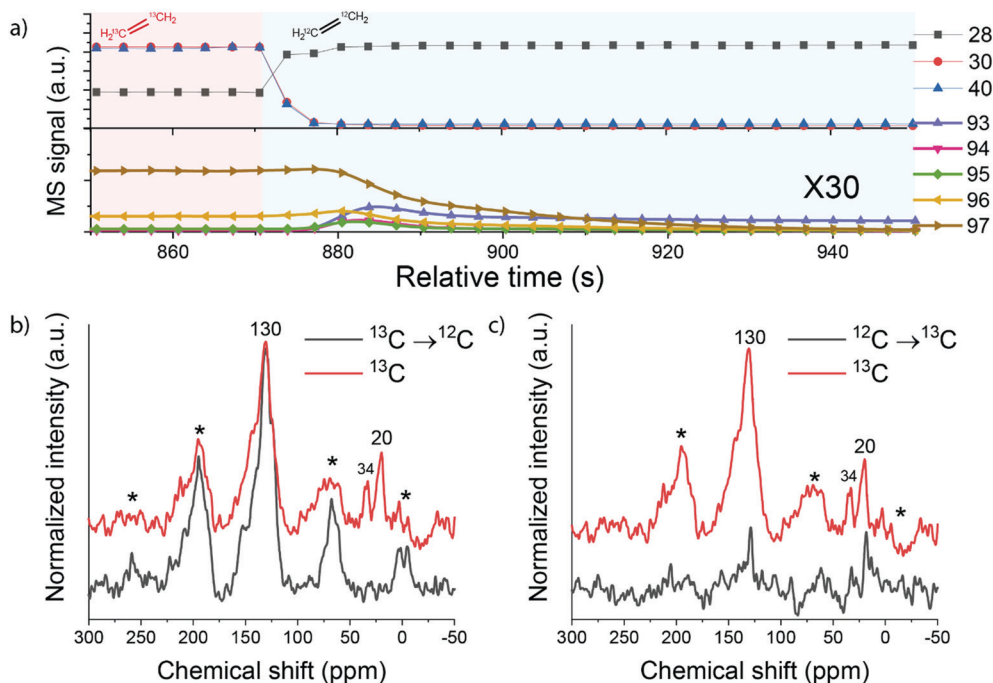 a)
H₂¹³C ¹³CH₂
H₂¹²C ¹²CH₂
MS signal (a.u.)
28
30
40
93
94
95
96
97
X30
860 880 900 920 940
Relative time (s)
b)
Normalized intensity (a.u.)
¹³C → ¹²C
¹³C
130
*
*
*
*
34
20
300 250 200 150 100 50 0 -50
Chemical shift (ppm)
c)
Normalized intensity (a.u.)
¹²C → ¹³C
¹³C
130
*
*
*
34
20
300 250 200 150 100 50 0 -50
Chemical shift (ppm)